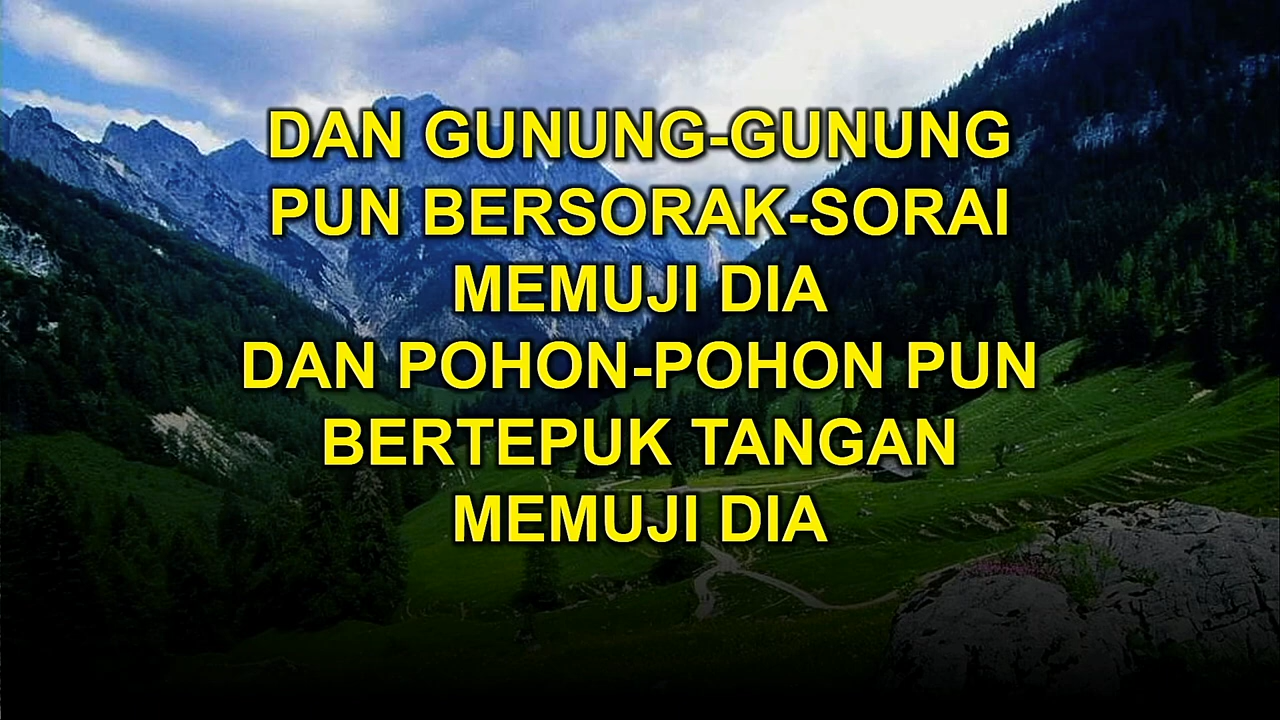 DAN GUNUNG-GUNUNG
PUN BERSORAK-SORAI
MEMUJI DIA
DAN POHON-POHON PUN
BERTEPUK TANGAN
MEMUJI DIA